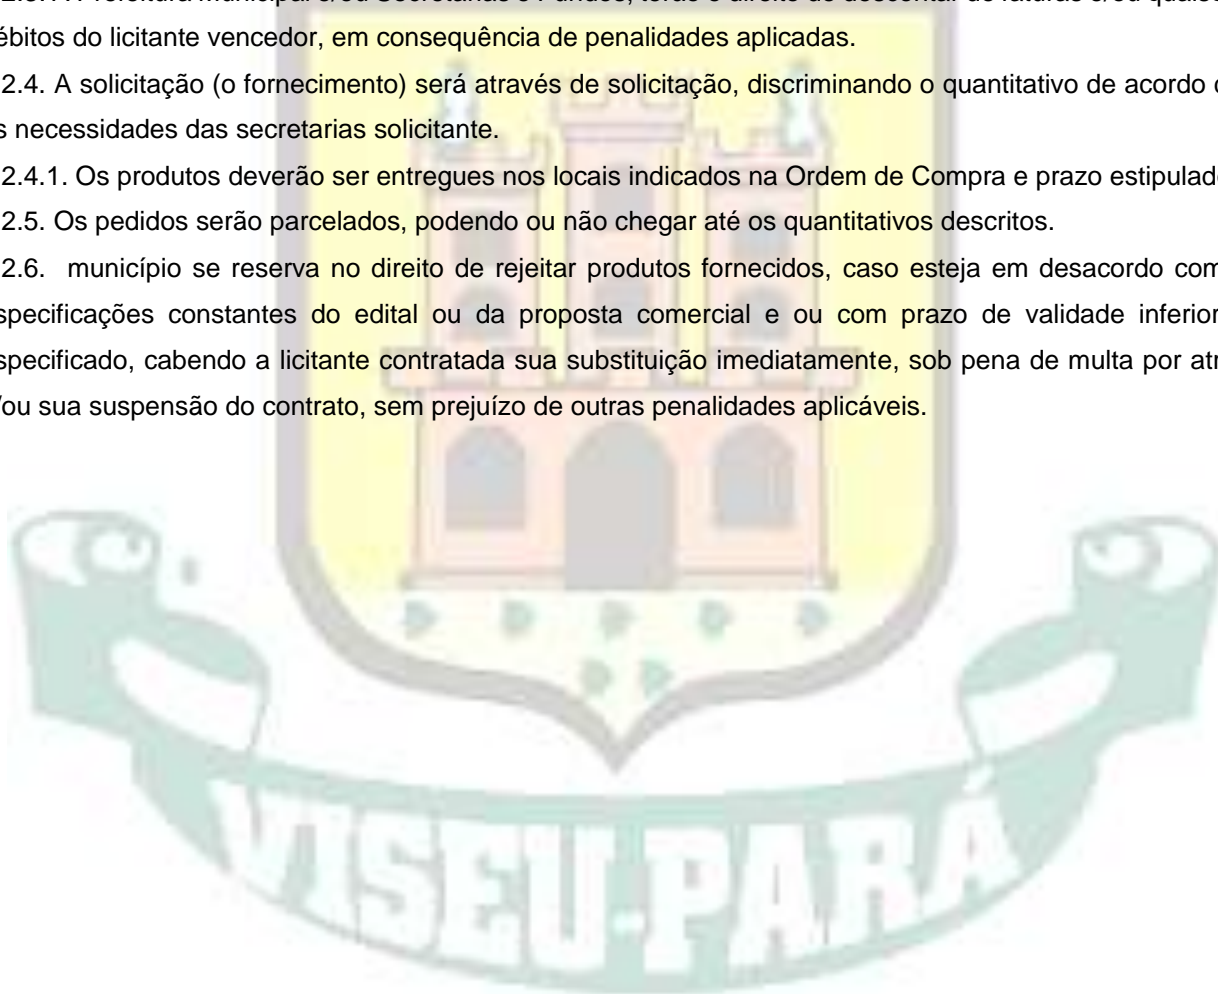 ébitos do licitante vencedor, em consequência de penalidades aplicadas.
2.4. A solicitação (o fornecimento) será através de solicitação, discriminando o quantitativo de acordo
s necessidades das secretarias solicitante.
2.4.1. Os produtos deverão ser entregues nos locais indicados na Ordem de Compra e prazo estipulad
2.5. Os pedidos serão parcelados, podendo ou não chegar até os quantitativos descritos.
2.6. município se reserva no direito de rejeitar produtos fornecidos, caso esteja em desacordo com
specificações constantes do edital ou da proposta comercial e ou com prazo de validade inferior
specificado, cabendo a licitante contratada sua substituição imediatamente, sob pena de multa por atr
/ou sua suspensão do contrato, sem prejuízo de outras penalidades aplicáveis.
VISEU-PARÁ